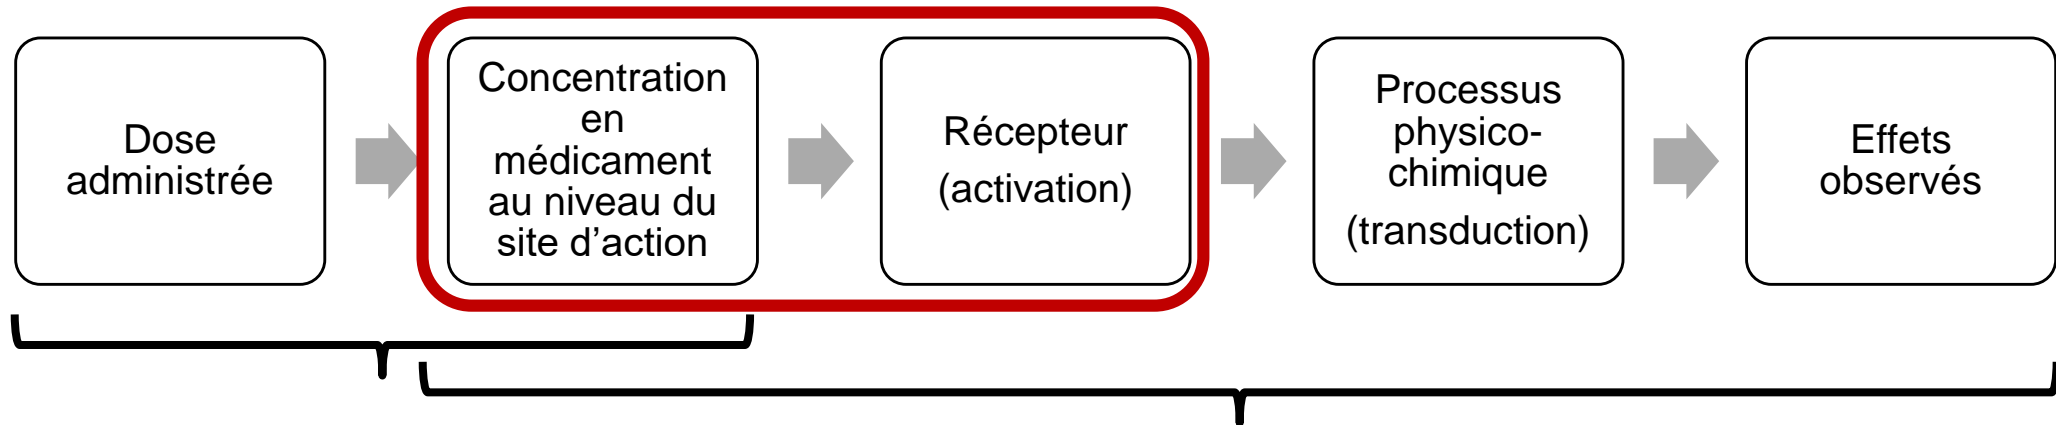 Dose
administrée
Concentration
en
médicament
au niveau du
site d’action
Récepteur
(activation)
Processus
physico-
chimique
(transduction)
Effets
observés